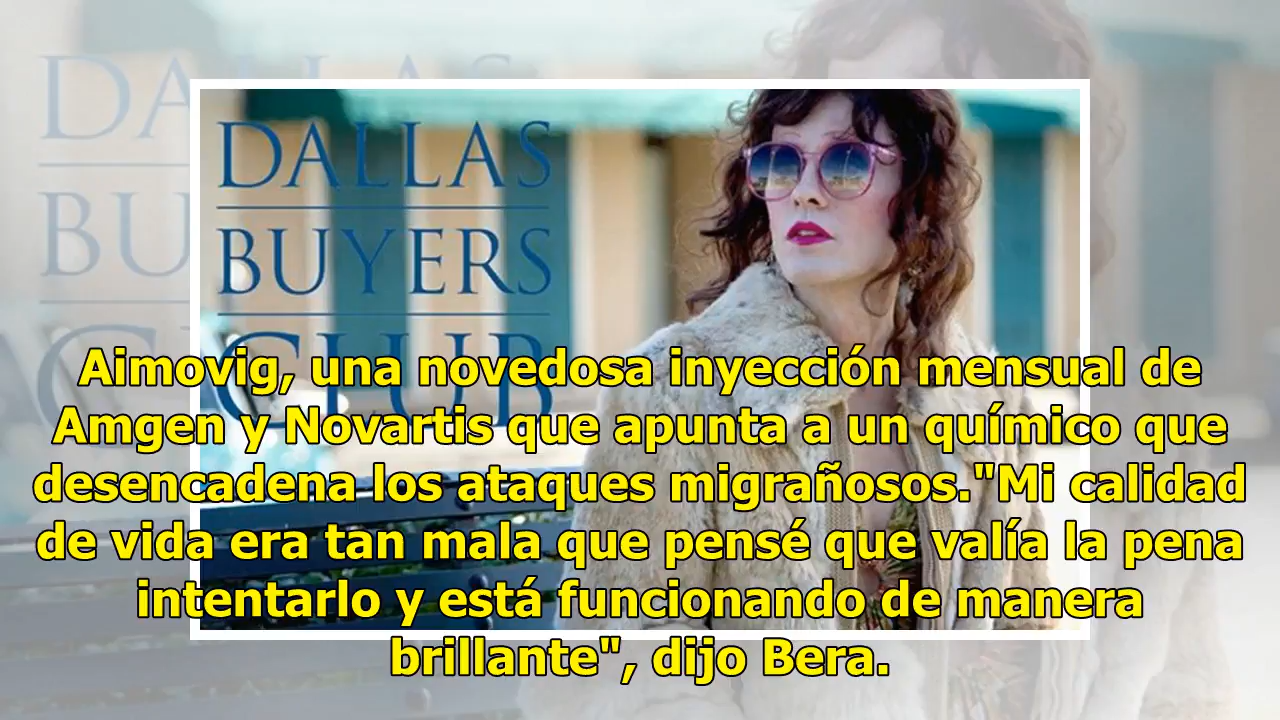 DALLAS
BUYERS
CLUB
Aimovig, una novedosa inyección mensual de
Amgen y Novartis que apunta a un químico que
desencadena los ataques migrañosos."Mi calidad
de vida era tan mala que pensé que valía la pena
intentarlo y está funcionando de manera
brillante", dijo Bera.